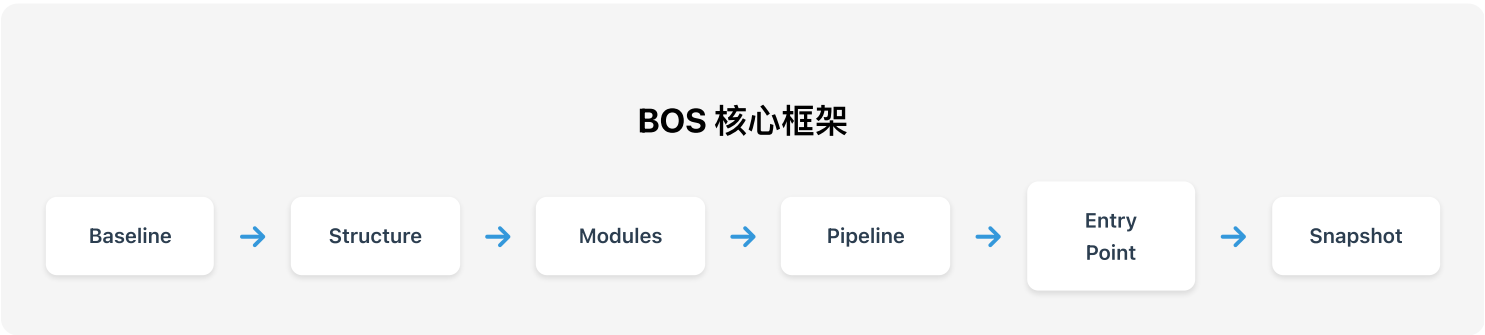 BOS 核心框架
Baseline
Structure
Modules
Pipeline
Entry
Point
Snapshot